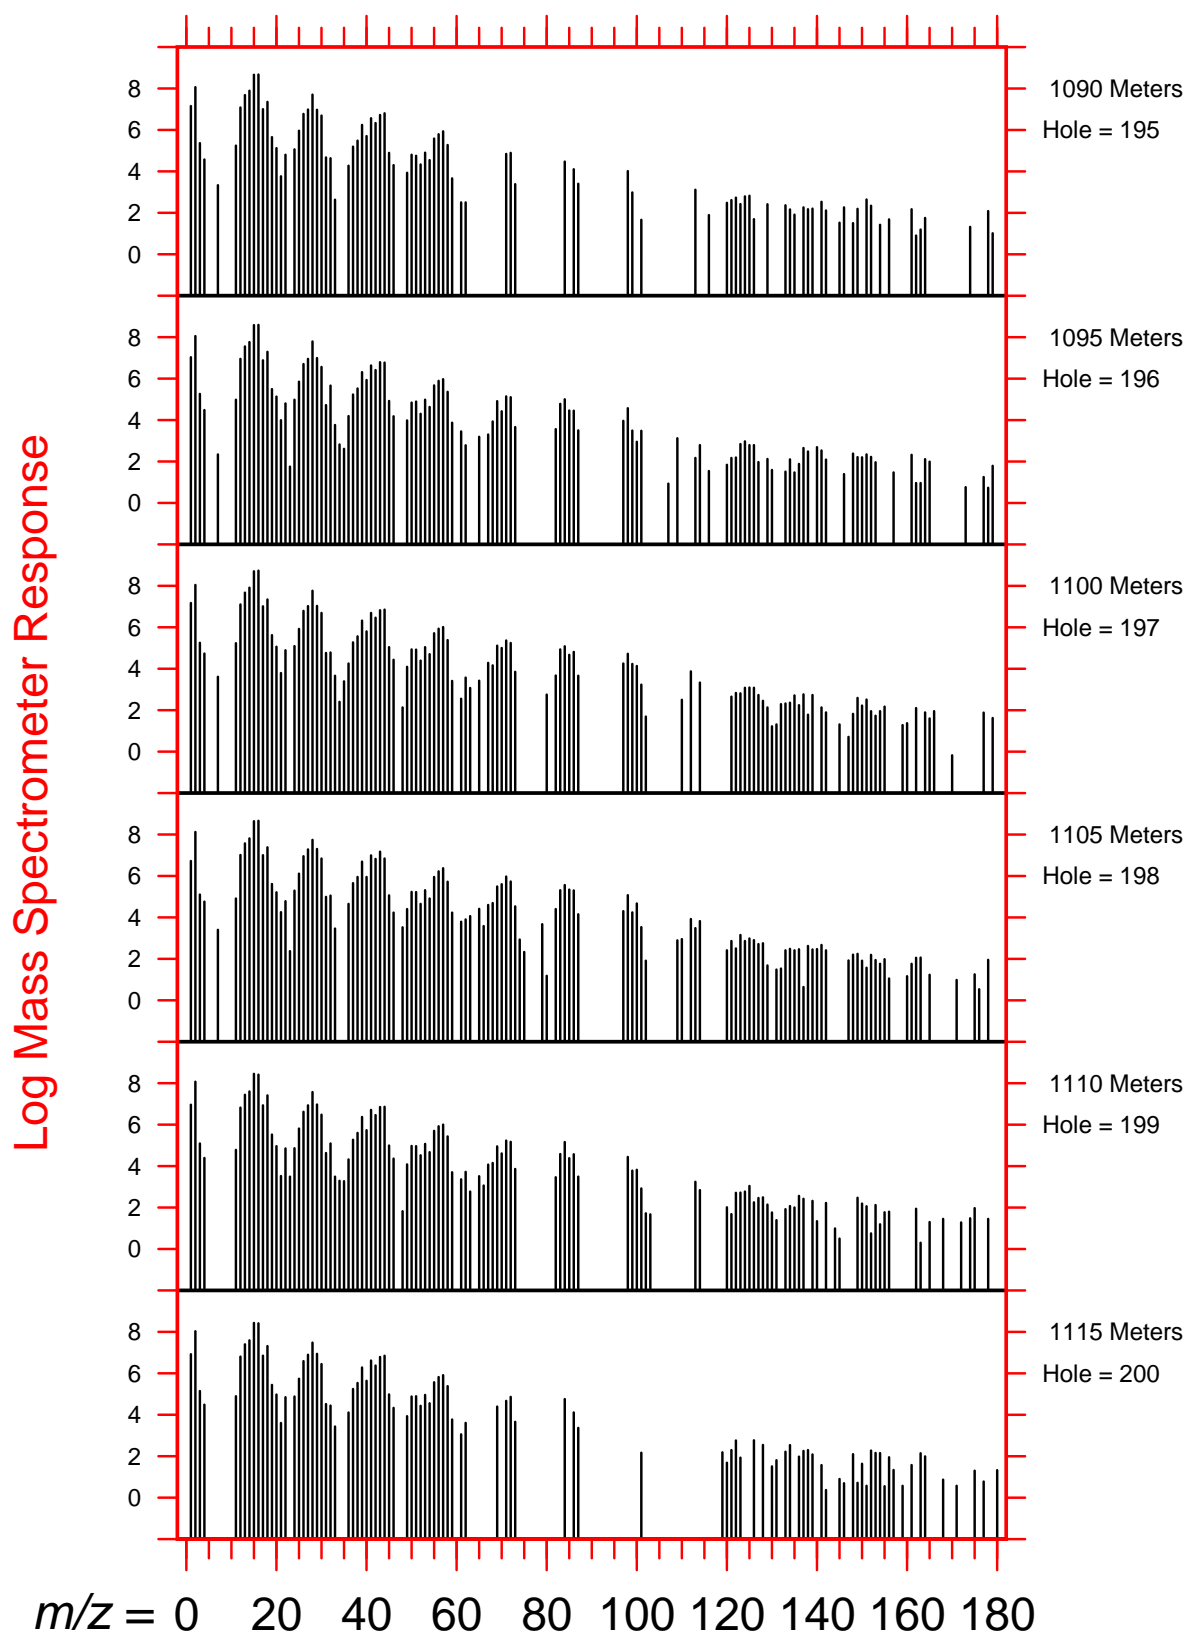 Log Mass Spectrometer Response
8
6
4
2
0
1090 Meters
Hole = 195
8
6
4
2
0
1095 Meters
Hole = 196
8
6
4
2
0
1100 Meters
Hole = 197
8
6
4
2
0
1105 Meters
Hole = 198
8
6
4
2
0
1110 Meters
Hole = 199
8
6
4
2
0
1115 Meters
Hole = 200
m/z = 0 20 40 60 80 100 120 140 160 180